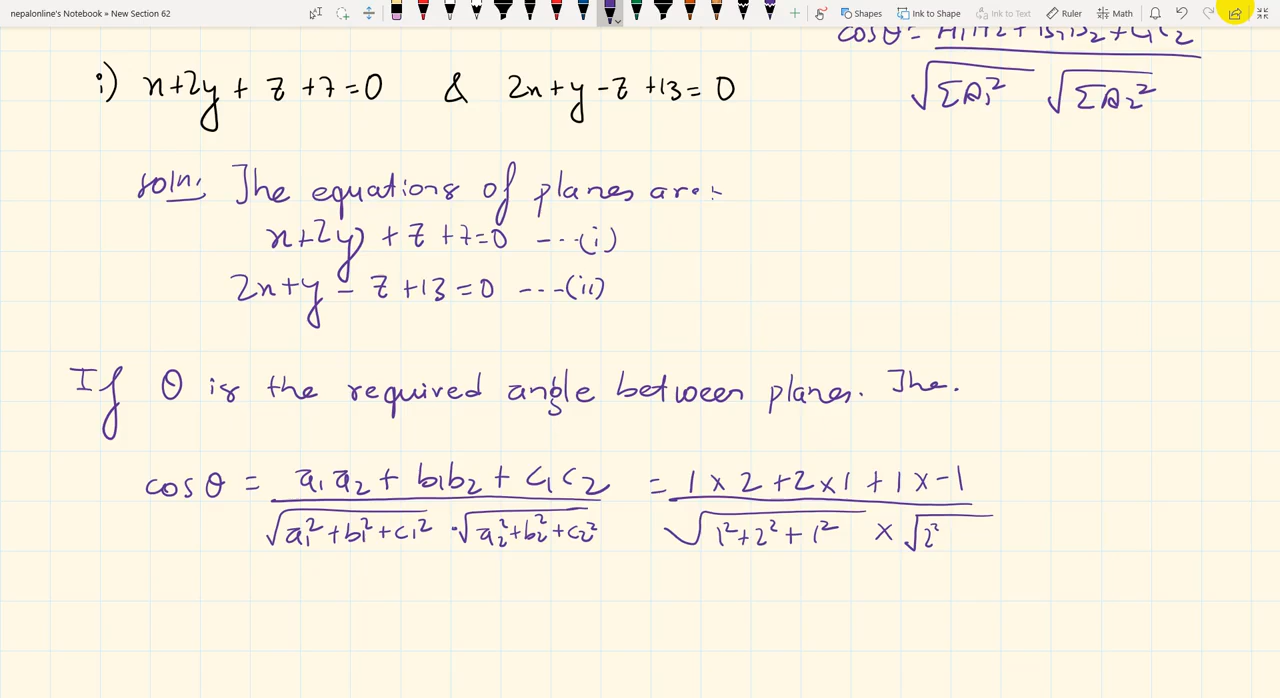 nepalonline's Notebook » New Section 62
Shapes Ink to Shape Ink to Text Ruler Math
cosθ = A₁A₂ + B₁B₂ + C₁C₂ / √ΣA₁² √ΣA₂²
i) x+2y + z +7=0 & 2x+y -z +13 = 0
soln: The equations of planes are:
x+2y + z +7=0 ---(i)
2x+y - z +13 = 0 ---(ii)
If θ is the required angle between planes. The.
cosθ = a₁a₂ + b₁b₂ + c₁c₂ / √a₁²+b₁²+c₁² · √a₂²+b₂²+c₂² = 1×2+2×1+1×-1 / √1²+2²+1² × √2²